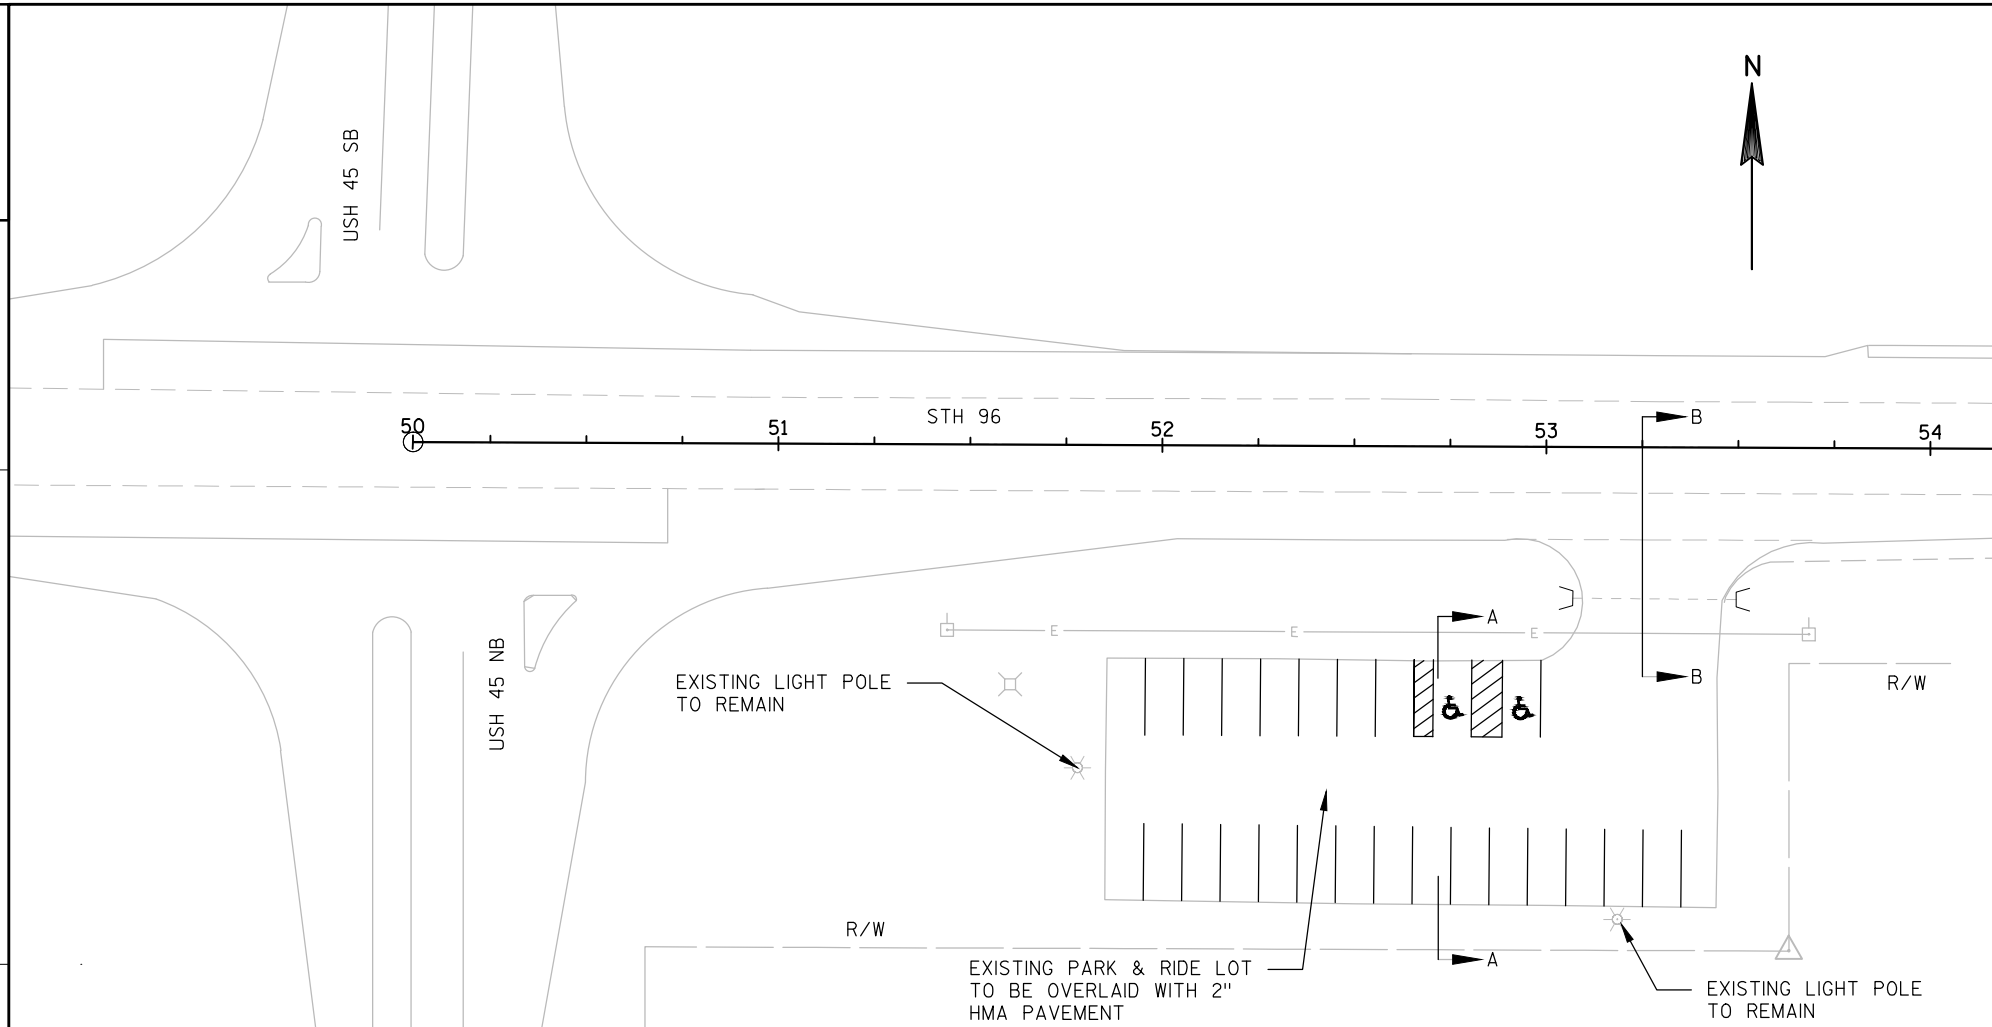 N
USH 45 SB
STH 96
50
51
52
53
54
B
A
B
EXISTING LIGHT POLE
TO REMAIN
USH 45 NB
E
E
E
R/W
R/W
A
EXISTING PARK & RIDE LOT
TO BE OVERLAID WITH 2"
HMA PAVEMENT
EXISTING LIGHT POLE
TO REMAIN